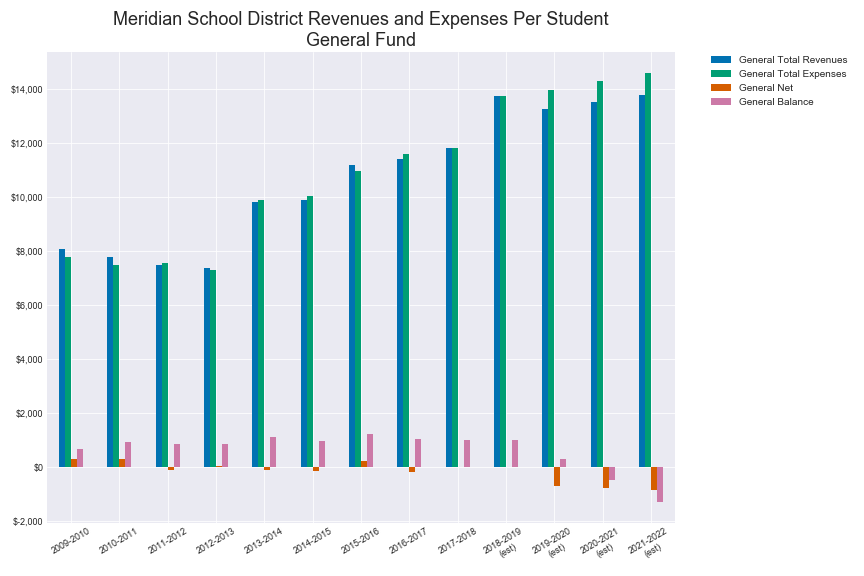 Meridian School District Revenues and Expenses Per Student
General Fund
General Total Revenues
General Total Expenses
General Net
General Balance
$14,000
$12,000
$10,000
$8,000
$6,000
$4,000
$2,000
$0
$-2,000
2009-2010
2010-2011
2011-2012
2012-2013
2013-2014
2014-2015
2015-2016
2016-2017
2017-2018
2018-2019
(est)
2019-2020
(est)
2020-2021
(est)
2021-2022
(est)